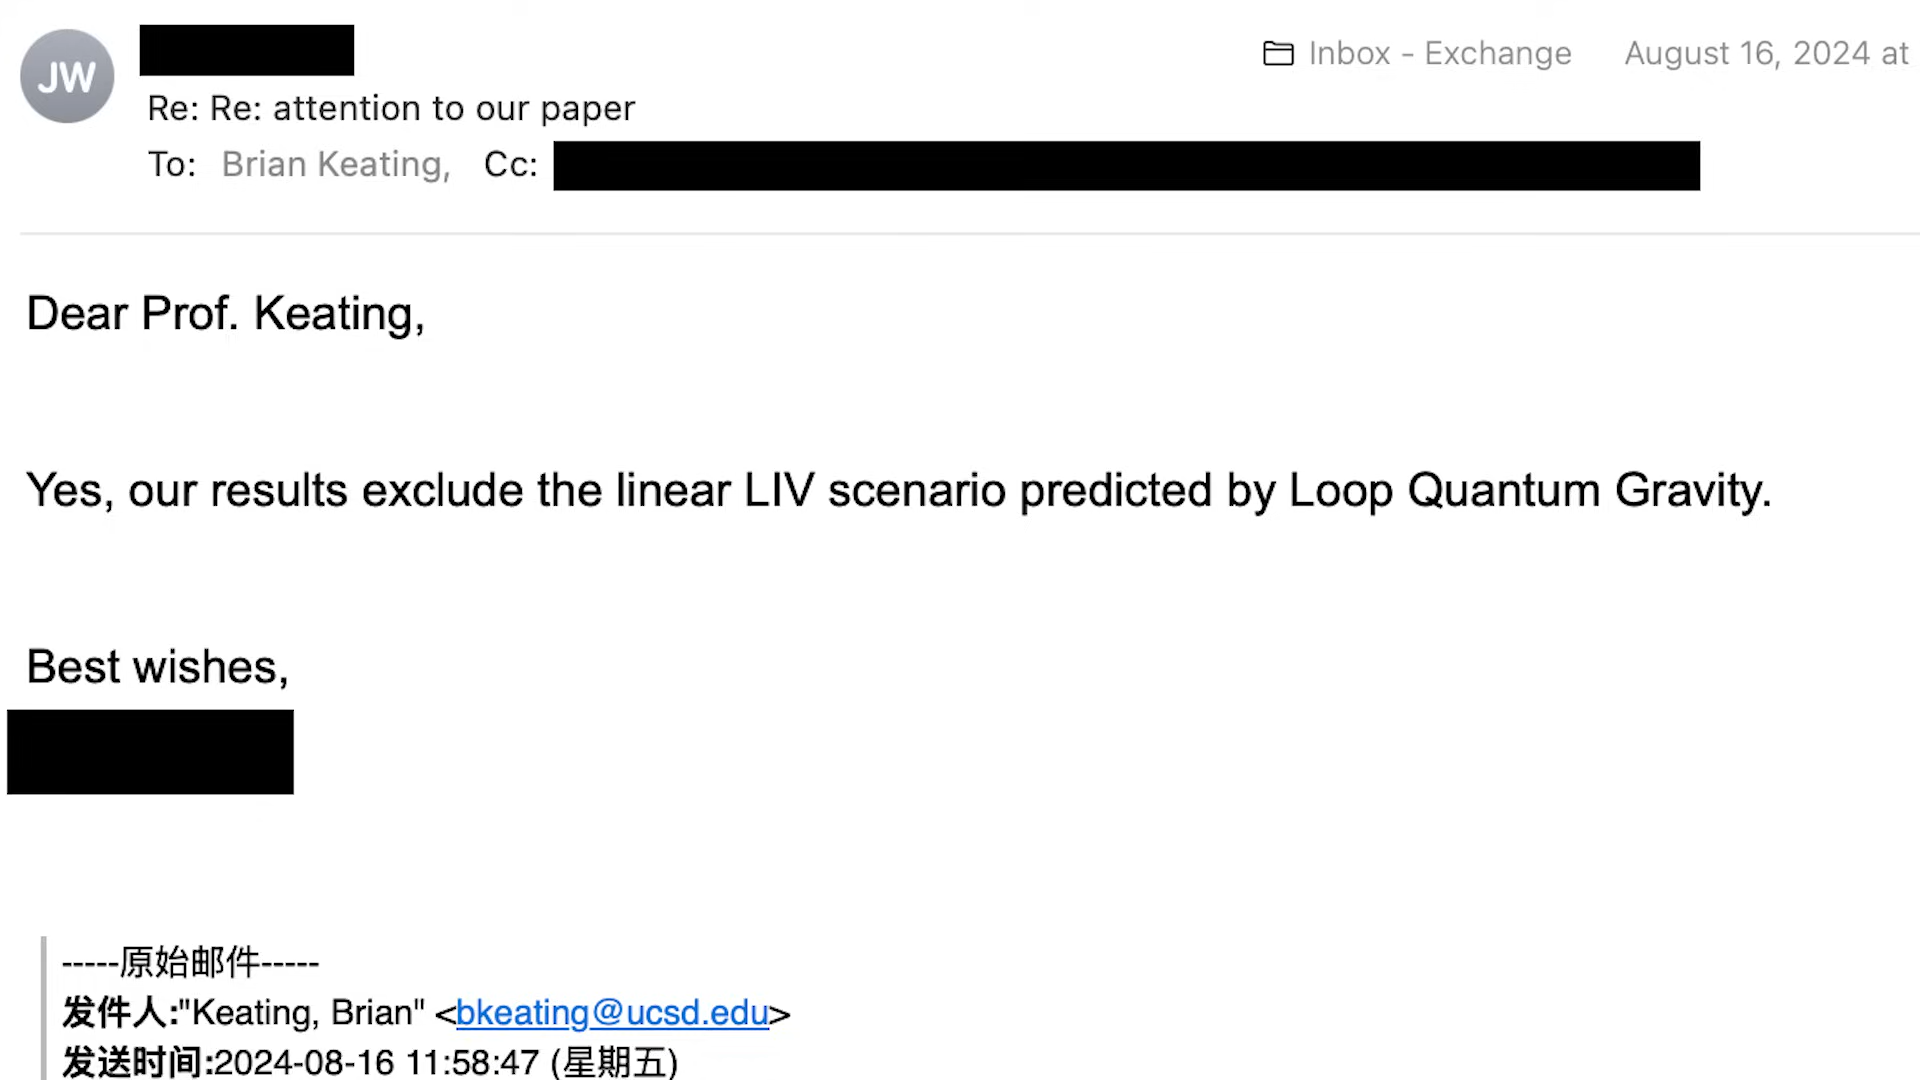 JW
Inbox - Exchange August 16, 2024 at
Re: Re: attention to our paper
To: Brian Keating, Cc:
Dear Prof. Keating,
Yes, our results exclude the linear LIV scenario predicted by Loop Quantum Gravity.
Best wishes,
-----原始邮件-----
发件人:"Keating, Brian" <bkeating@ucsd.edu>
发送时间:2024-08-16 11:58:47 (星期五)